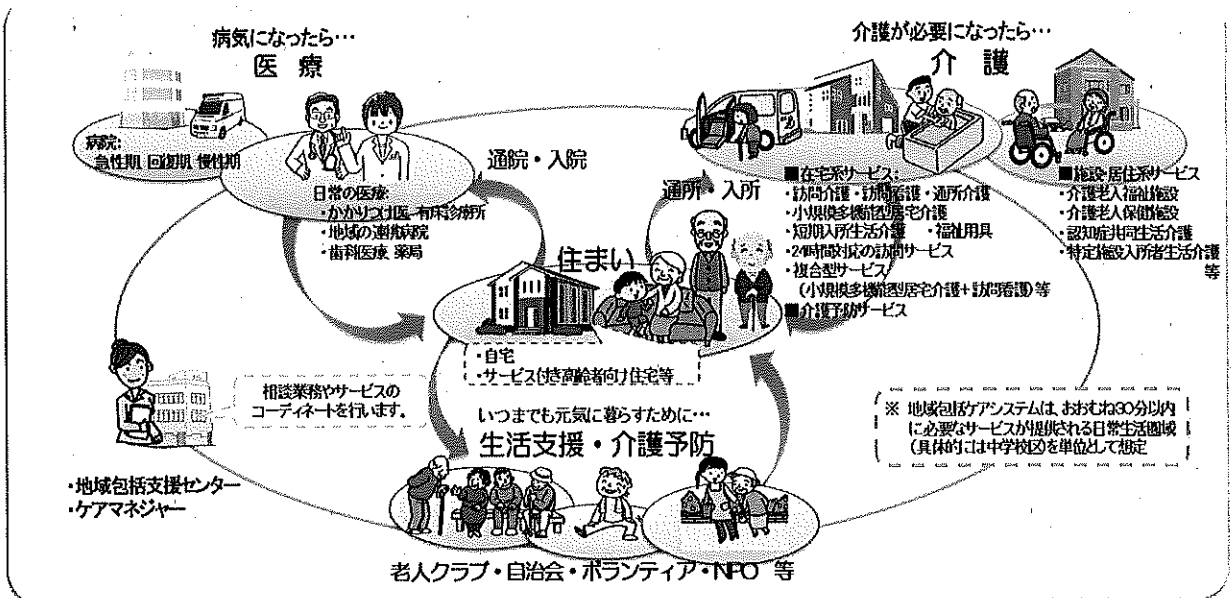 病気になったら…
医 療
病院:
急性期、回復期、慢性期
日常の医療:
・かかりつけ医、有床診療所
・地域の連携病院
・歯科医療、薬局
通院・入院
介護が必要になったら…
介 護
通所・入所
■在宅系サービス:
・訪問介護・訪問看護・通所介護
・小規模多機能型居宅介護
・短期入所生活介護 ・福祉用具
・24時間対応の訪問サービス
・複合型サービス
(小規模多機能型居宅介護+訪問看護)等
■介護予防サービス
■施設・居住系サービス
・介護老人福祉施設
・介護老人保健施設
・認知症共同生活介護
・特定施設入所者生活介護
等
住まい
・自宅
・サービス付き高齢者向け住宅等
相談業務やサービスの
コーディネートを行います。
・地域包括支援センター
・ケアマネジャー
いつまでも元気に暮らすために…
生活支援・介護予防
老人クラブ・自治会・ボランティア・NPO 等
※ 地域包括ケアシステムは、おおむね30分以内
に必要なサービスが提供される日常生活圏域
(具体的には中学校区)を単位として想定